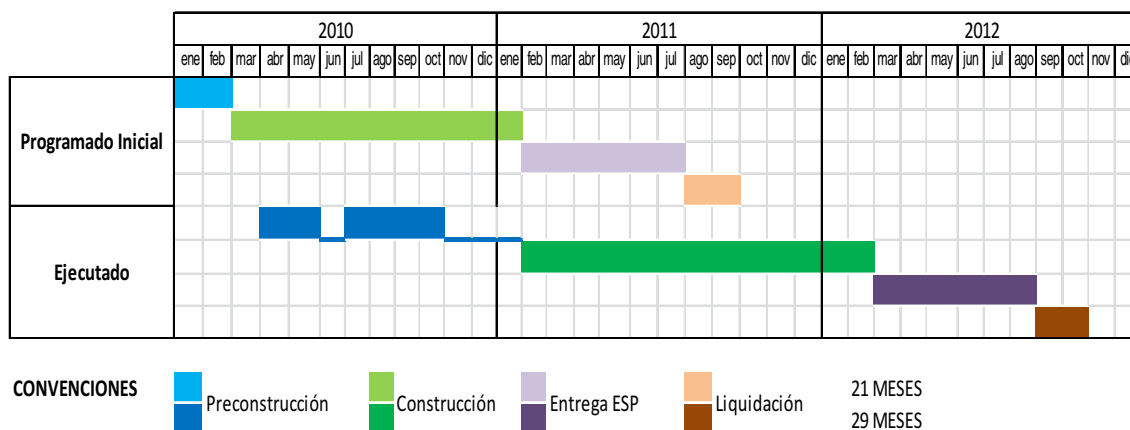 2010 2011 2012
ene feb mar abr may jun jul ago sep oct nov dic ene feb mar abr may jun jul ago sep oct nov dic ene feb mar abr may jun jul ago sep oct nov di
Programado Inicial
Ejecutado
CONVENCIONES Preconstrucción Construcción Entrega ESP Liquidación 21 MESES
29 MESES